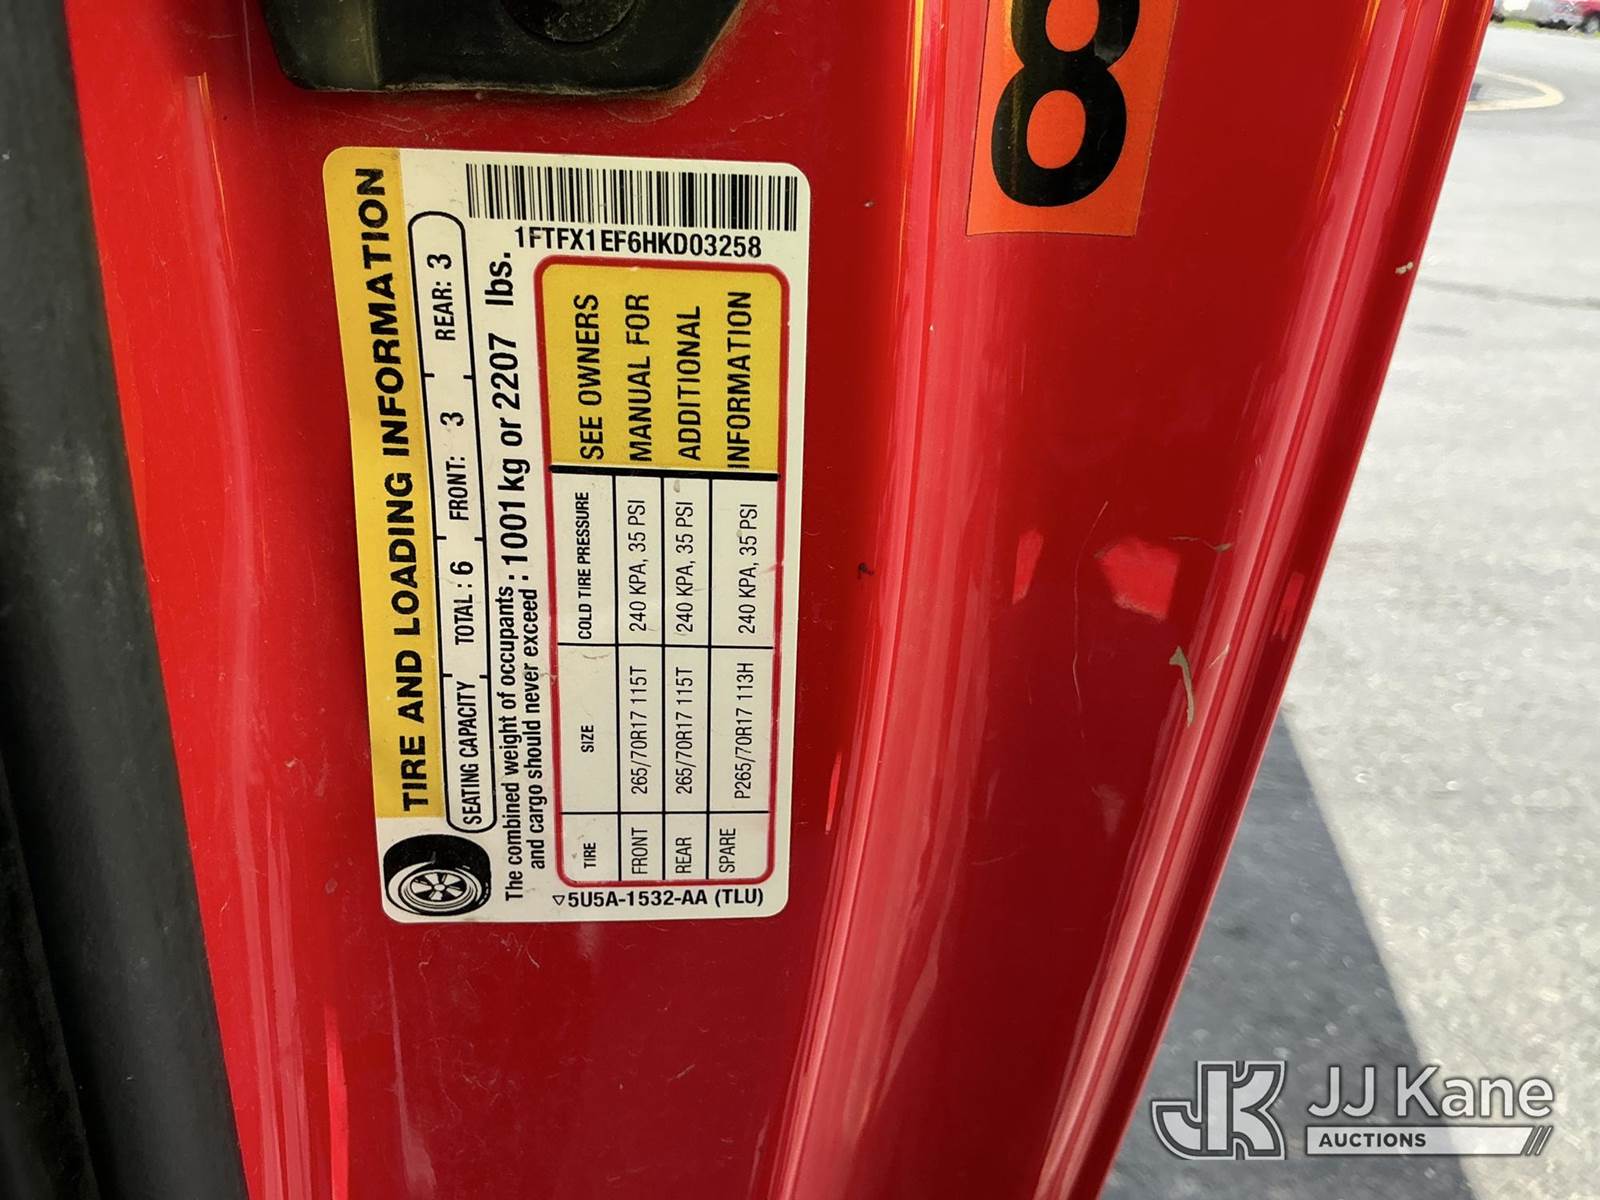 TIRE AND LOADING INFORMATION
SEATING CAPACITY TOTAL : 6 FRONT: 3 REAR: 3
The combined weight of occupants
and cargo should never exceed : 1001 kg or 2207 lbs.
TIRE SIZE COLD TIRE PRESSURE
FRONT 265/70R17 115T 240 KPA, 35 PSI
REAR 265/70R17 115T 240 KPA, 35 PSI
SPARE P265/70R17 113H 240 KPA, 35 PSI
SEE OWNERS
MANUAL FOR
ADDITIONAL
INFORMATION
1FTFX1EF6HKD03258
5U5A-1532-AA (TLU)
8
JK JJ Kane
AUCTIONS